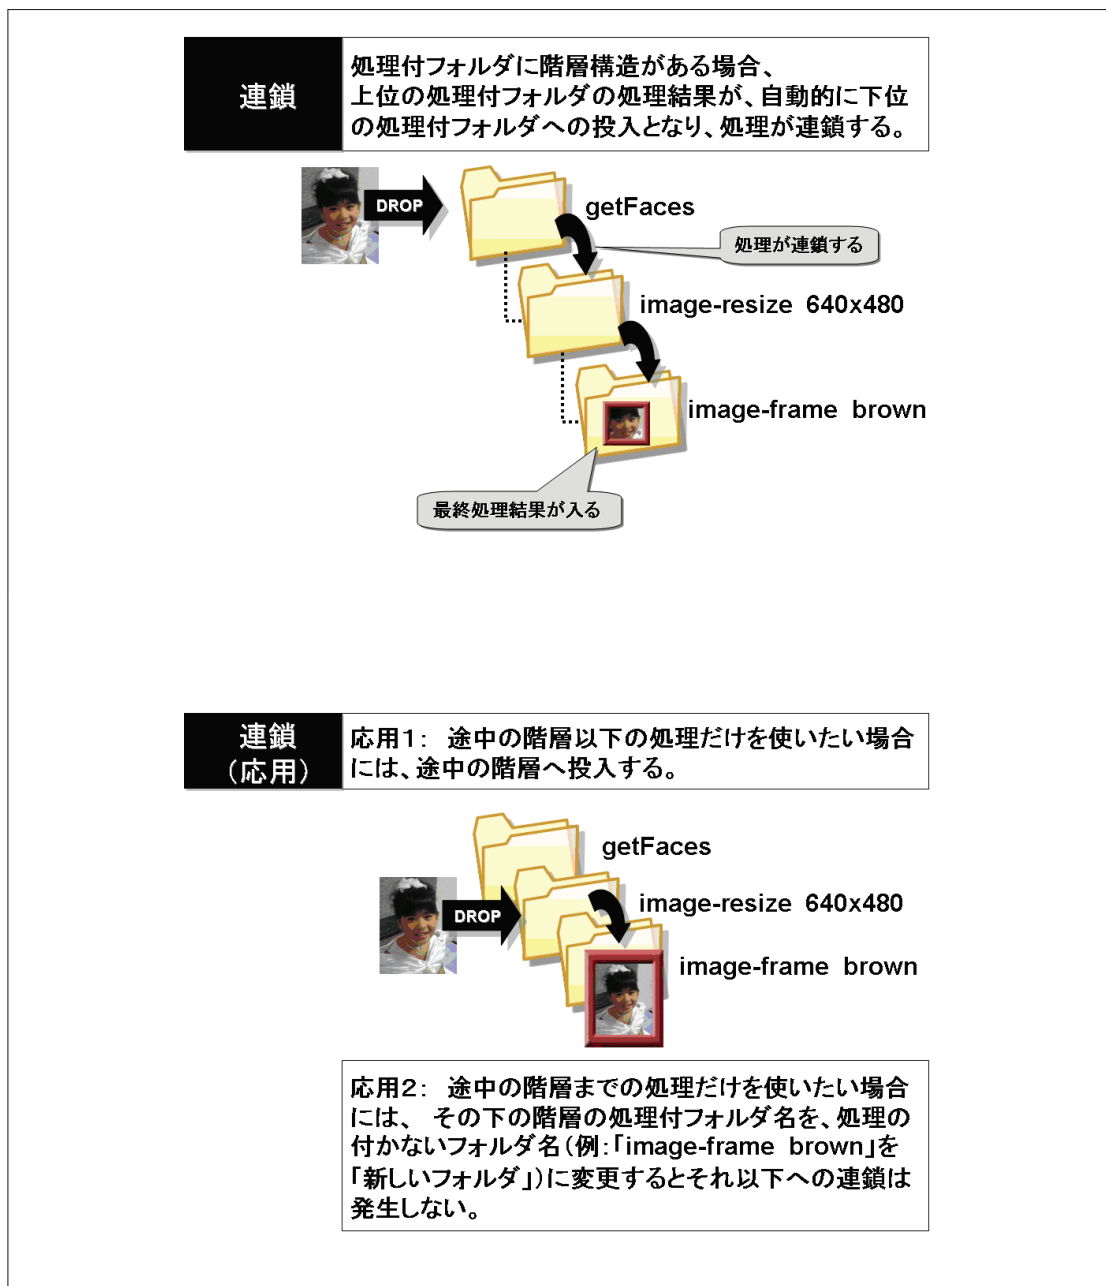 連鎖
処理付フォルダに階層構造がある場合、
上位の処理付フォルダの処理結果が、自動的に下位
の処理付フォルダへの投入となり、処理が連鎖する。
DROP
getFaces
処理が連鎖する
image-resize 640x480
image-frame brown
最終処理結果が入る
連鎖
(応用)
応用1: 途中の階層以下の処理だけを使いたい場合
には、途中の階層へ投入する。
getFaces
DROP
image-resize 640x480
image-frame brown
応用2: 途中の階層までの処理だけを使いたい場合
には、 その下の階層の処理付フォルダ名を、処理の
付かないフォルダ名(例:「image-frame brown」を
「新しいフォルダ」)に変更するとそれ以下への連鎖は
発生しない。